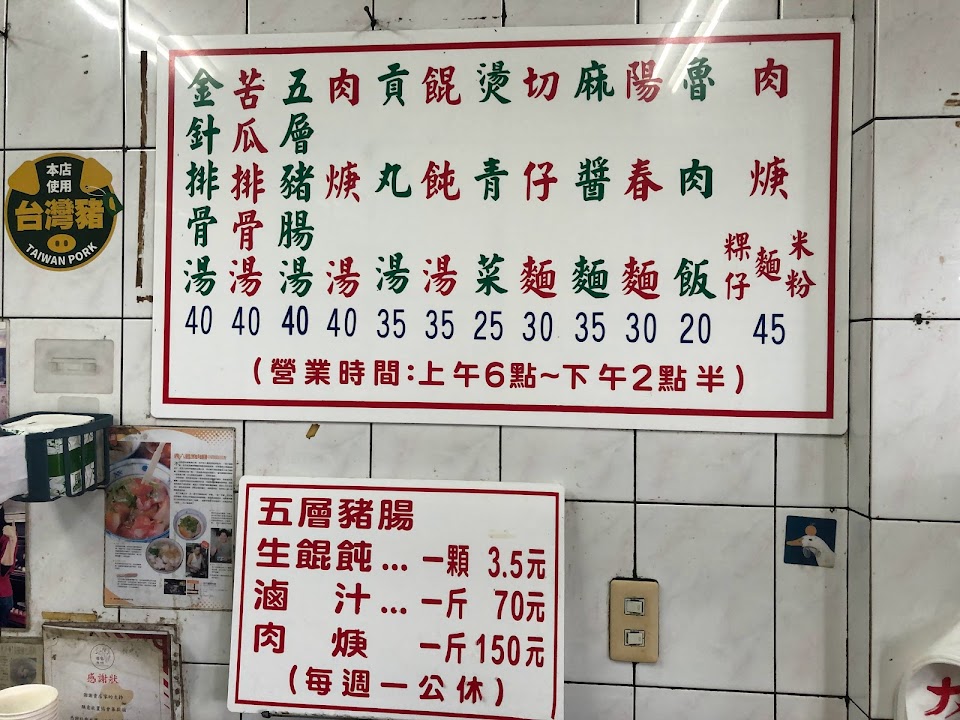 肉焿 粿仔 麵 米粉 45
魯肉飯 20
陽春麵 30
麻醬麵 35
切仔麵 30
燙青菜 25
餛飩湯 35
貢丸湯 35
肉焿湯 40
五層豬腸湯 40
苦瓜排骨湯 40
金針排骨湯 40
(營業時間:上午6點~下午2點半)
本店
使用
台灣豬
TAIWAN PORK
五層豬腸
生餛飩...一顆 3.5元
滷 汁...一斤 70元
肉 焿 一斤150元
(每週一公休)
感謝狀